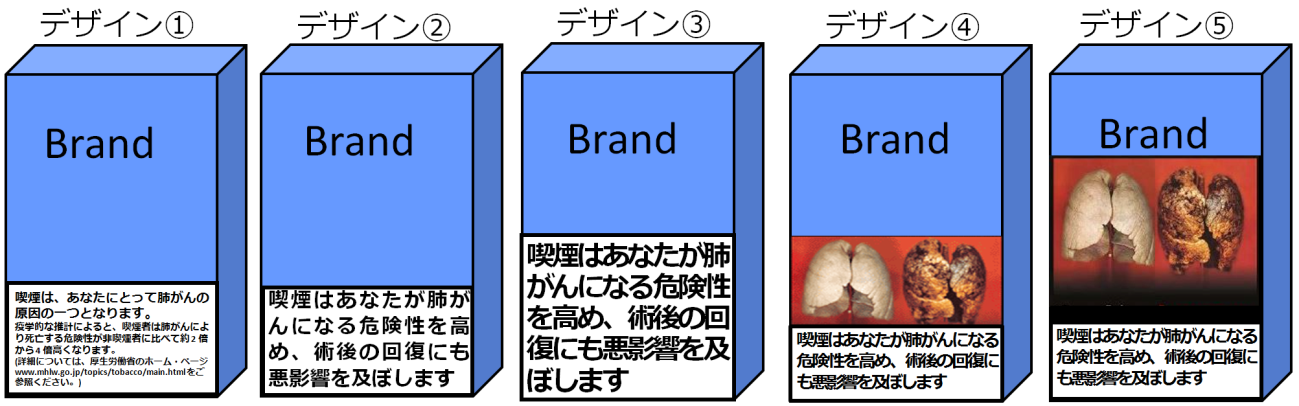 デザイン①
Brand
喫煙は、あなたにとって肺がんの
原因の一つとなります。
疫学的な推計によると、喫煙者は肺がんによ
り死亡する危険性が非喫煙者に比べて約2倍
から4倍高くなります。
(詳細については、厚生労働省のホーム・ページ
www.mhlw.go.jp/topics/tobacco/main.htmlをご
参照ください。)
デザイン②
Brand
喫煙はあなたが肺が
んになる危険性を高
め、術後の回復にも
悪影響を及ぼします
デザイン③
Brand
喫煙はあなたが肺
がんになる危険性
を高め、術後の回
復にも悪影響を及
ぼします
デザイン④
Brand
喫煙はあなたが肺がんになる
危険性を高め、術後の回復に
も悪影響を及ぼします
デザイン⑤
Brand
喫煙はあなたが肺がんになる
危険性を高め、術後の回復に
も悪影響を及ぼします